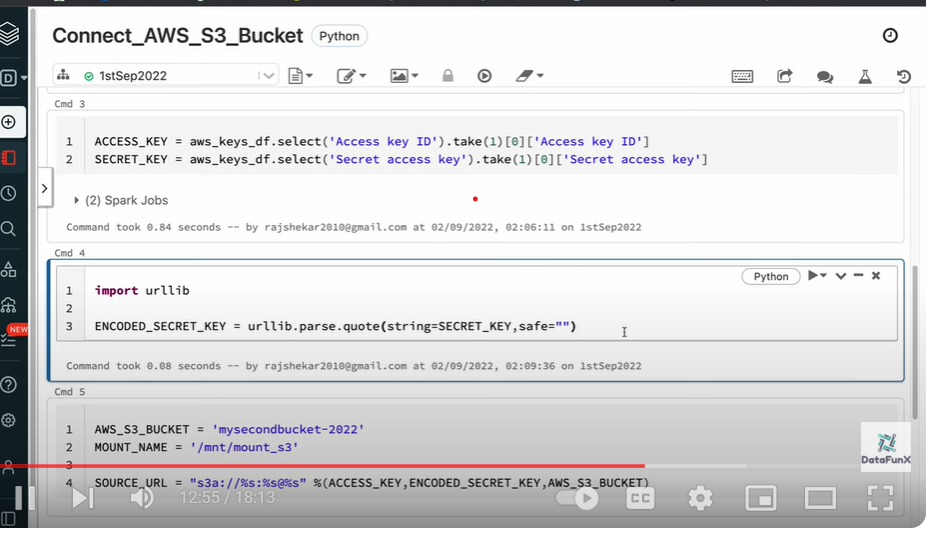 Connect_AWS_S3_Bucket Python
D 1stSep2022
Cmd 3
1 ACCESS_KEY = aws_keys_df.select('Access key ID').take(1)[0]['Access key ID']
2 SECRET_KEY = aws_keys_df.select('Secret access key').take(1)[0]['Secret access key']
(2) Spark Jobs
Command took 0.84 seconds -- by rajshekar2010@gmail.com at 02/09/2022, 02:06:11 on 1stSep2022
Cmd 4
Python
1 import urllib
2
3 ENCODED_SECRET_KEY = urllib.parse.quote(string=SECRET_KEY,safe="")
NEW
Command took 0.08 seconds -- by rajshekar2010@gmail.com at 02/09/2022, 02:09:36 on 1stSep2022
Cmd 5
1 AWS_S3_BUCKET = 'mysecondbucket-2022'
2 MOUNT_NAME = '/mnt/mount_s3'
3
DataFunX
4 SOURCE_URL = "s3a://%s:%s@%s" %(ACCESS_KEY,ENCODED_SECRET_KEY,AWS_S3_BUCKET)
12:55 / 18:13
CC